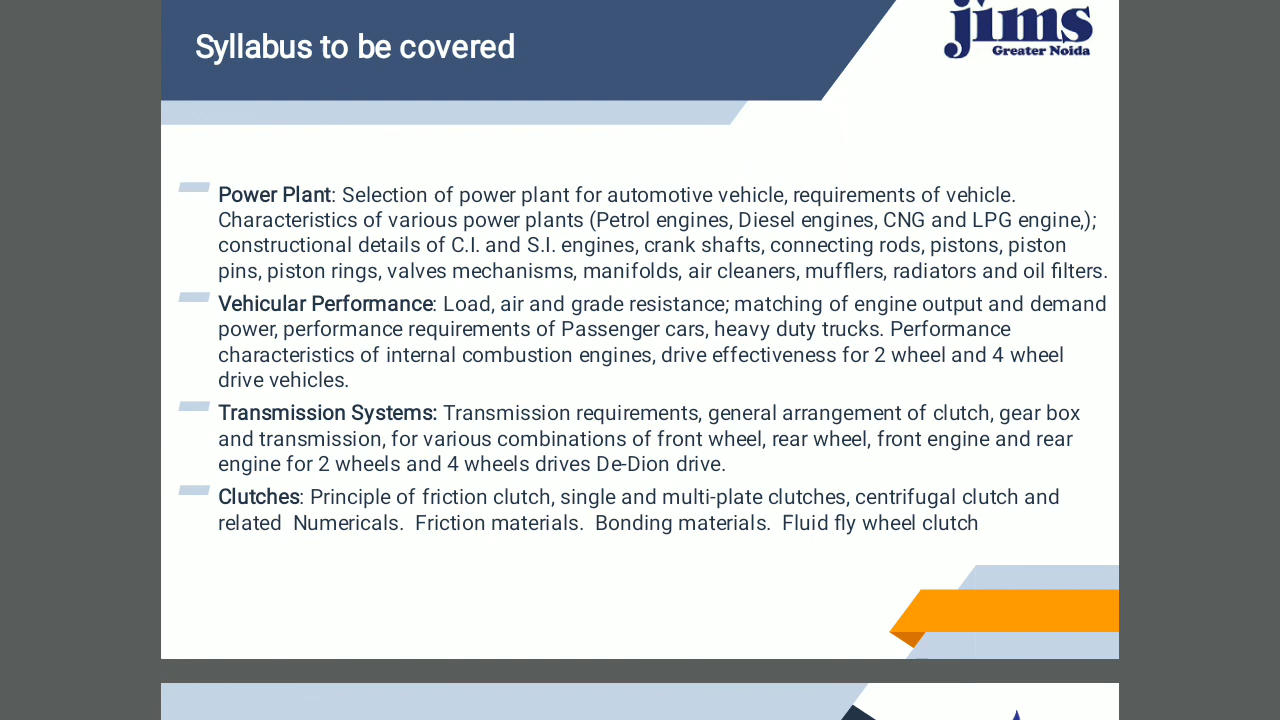 Syllabus to be covered
jims
Greater Noida
Power Plant: Selection of power plant for automotive vehicle, requirements of vehicle.
Characteristics of various power plants (Petrol engines, Diesel engines, CNG and LPG engine,);
constructional details of C.I. and S.I. engines, crank shafts, connecting rods, pistons, piston
pins, piston rings, valves mechanisms, manifolds, air cleaners, mufflers, radiators and oil filters.
Vehicular Performance: Load, air and grade resistance; matching of engine output and demand
power, performance requirements of Passenger cars, heavy duty trucks. Performance
characteristics of internal combustion engines, drive effectiveness for 2 wheel and 4 wheel
drive vehicles.
Transmission Systems: Transmission requirements, general arrangement of clutch, gear box
and transmission, for various combinations of front wheel, rear wheel, front engine and rear
engine for 2 wheels and 4 wheels drives De-Dion drive.
Clutches: Principle of friction clutch, single and multi-plate clutches, centrifugal clutch and
related Numericals. Friction materials. Bonding materials. Fluid fly wheel clutch